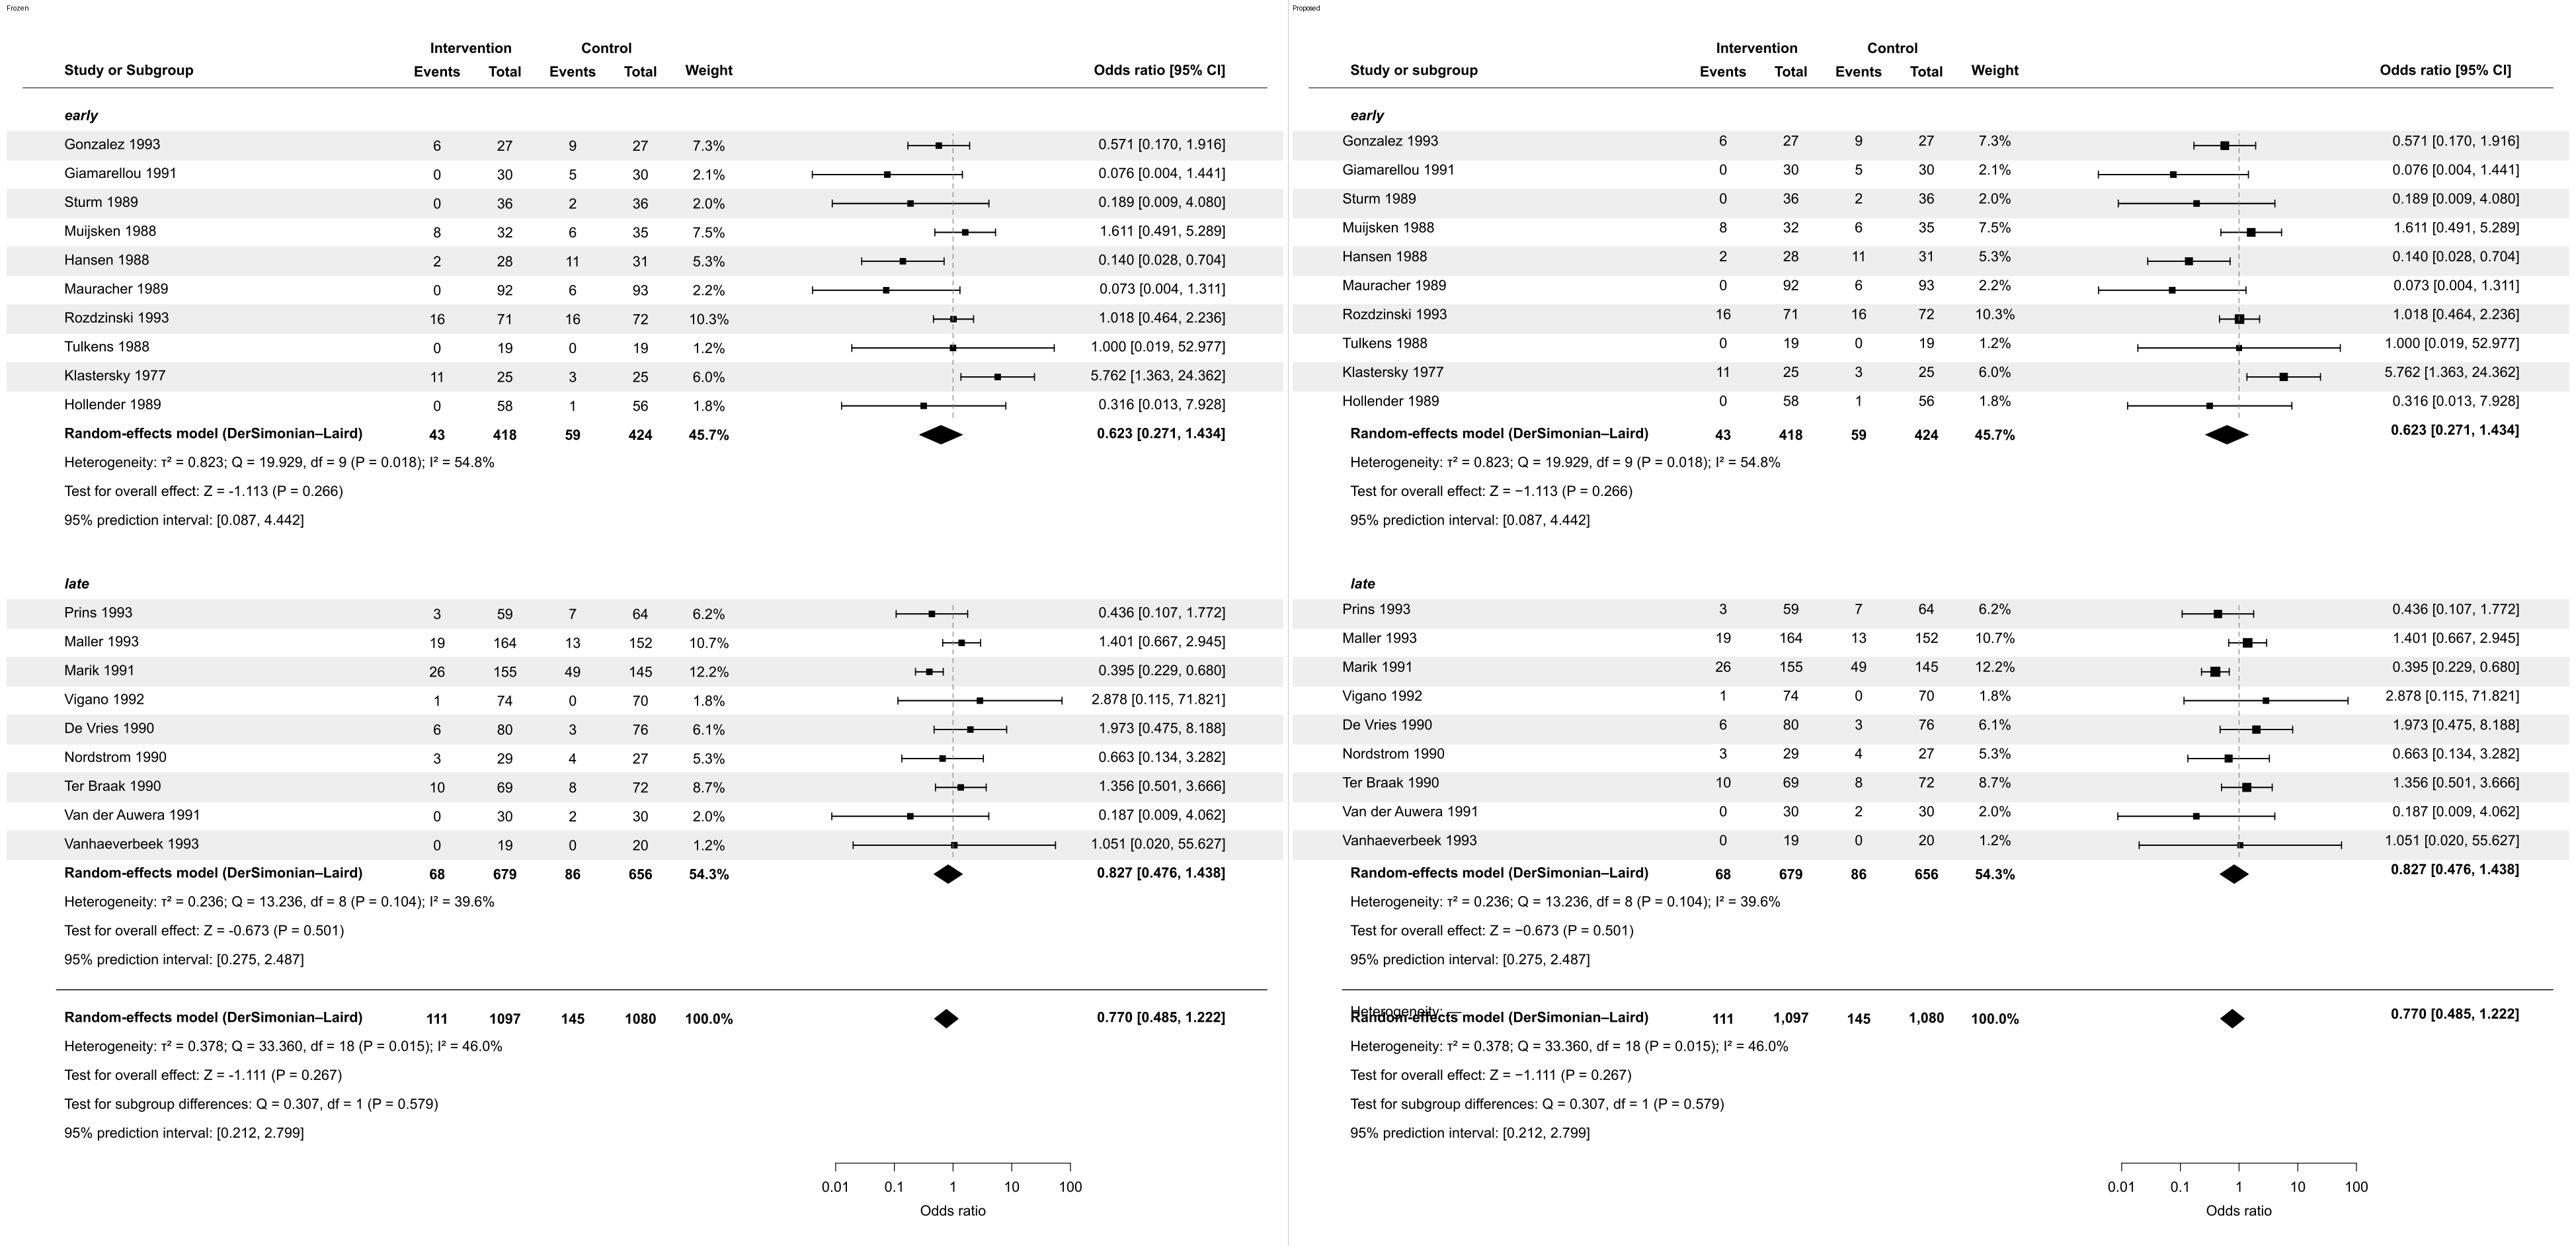 Frozen
Intervention Control
Study or Subgroup Events Total Events Total Weight Odds ratio [95% CI]
early
Gonzalez 1993 6 27 9 27 7.3% 0.571 [0.170, 1.916]
Giamarellou 1991 0 30 5 30 2.1% 0.076 [0.004, 1.441]
Sturm 1989 0 36 2 36 2.0% 0.189 [0.009, 4.080]
Muijsken 1988 8 32 6 35 7.5% 1.611 [0.491, 5.289]
Hansen 1988 2 28 11 31 5.3% 0.140 [0.028, 0.704]
Mauracher 1989 0 92 6 93 2.2% 0.073 [0.004, 1.311]
Rozdzinski 1993 16 71 16 72 10.3% 1.018 [0.464, 2.236]
Tulkens 1988 0 19 0 19 1.2% 1.000 [0.019, 52.977]
Klastersky 1977 11 25 3 25 6.0% 5.762 [1.363, 24.362]
Hollender 1989 0 58 1 56 1.8% 0.316 [0.013, 7.928]
Random-effects model (DerSimonian–Laird) 43 418 59 424 45.7% 0.623 [0.271, 1.434]
Heterogeneity: τ² = 0.823; Q = 19.929, df = 9 (P = 0.018); I² = 54.8%
Test for overall effect: Z = -1.113 (P = 0.266)
95% prediction interval: [0.087, 4.442]
late
Prins 1993 3 59 7 64 6.2% 0.436 [0.107, 1.772]
Maller 1993 19 164 13 152 10.7% 1.401 [0.667, 2.945]
Marik 1991 26 155 49 145 12.2% 0.395 [0.229, 0.680]
Vigano 1992 1 74 0 70 1.8% 2.878 [0.115, 71.821]
De Vries 1990 6 80 3 76 6.1% 1.973 [0.475, 8.188]
Nordstrom 1990 3 29 4 27 5.3% 0.663 [0.134, 3.282]
Ter Braak 1990 10 69 8 72 8.7% 1.356 [0.501, 3.666]
Van der Auwera 1991 0 30 2 30 2.0% 0.187 [0.009, 4.062]
Vanhaeverbeek 1993 0 19 0 20 1.2% 1.051 [0.020, 55.627]
Random-effects model (DerSimonian–Laird) 68 679 86 656 54.3% 0.827 [0.476, 1.438]
Heterogeneity: τ² = 0.236; Q = 13.236, df = 8 (P = 0.104); I² = 39.6%
Test for overall effect: Z = -0.673 (P = 0.501)
95% prediction interval: [0.275, 2.487]
Random-effects model (DerSimonian–Laird) 111 1097 145 1080 100.0% 0.770 [0.485, 1.222]
Heterogeneity: τ² = 0.378; Q = 33.360, df = 18 (P = 0.015); I² = 46.0%
Test for overall effect: Z = -1.111 (P = 0.267)
Test for subgroup differences: Q = 0.307, df = 1 (P = 0.579)
95% prediction interval: [0.212, 2.799]
0.01 0.1 1 10 100
Odds ratio
Proposed
Intervention Control
Study or subgroup Events Total Events Total Weight Odds ratio [95% CI]
early
Gonzalez 1993 6 27 9 27 7.3% 0.571 [0.170, 1.916]
Giamarellou 1991 0 30 5 30 2.1% 0.076 [0.004, 1.441]
Sturm 1989 0 36 2 36 2.0% 0.189 [0.009, 4.080]
Muijsken 1988 8 32 6 35 7.5% 1.611 [0.491, 5.289]
Hansen 1988 2 28 11 31 5.3% 0.140 [0.028, 0.704]
Mauracher 1989 0 92 6 93 2.2% 0.073 [0.004, 1.311]
Rozdzinski 1993 16 71 16 72 10.3% 1.018 [0.464, 2.236]
Tulkens 1988 0 19 0 19 1.2% 1.000 [0.019, 52.977]
Klastersky 1977 11 25 3 25 6.0% 5.762 [1.363, 24.362]
Hollender 1989 0 58 1 56 1.8% 0.316 [0.013, 7.928]
Random-effects model (DerSimonian–Laird) 43 418 59 424 45.7% 0.623 [0.271, 1.434]
Heterogeneity: τ² = 0.823; Q = 19.929, df = 9 (P = 0.018); I² = 54.8%
Test for overall effect: Z = −1.113 (P = 0.266)
95% prediction interval: [0.087, 4.442]
late
Prins 1993 3 59 7 64 6.2% 0.436 [0.107, 1.772]
Maller 1993 19 164 13 152 10.7% 1.401 [0.667, 2.945]
Marik 1991 26 155 49 145 12.2% 0.395 [0.229, 0.680]
Vigano 1992 1 74 0 70 1.8% 2.878 [0.115, 71.821]
De Vries 1990 6 80 3 76 6.1% 1.973 [0.475, 8.188]
Nordstrom 1990 3 29 4 27 5.3% 0.663 [0.134, 3.282]
Ter Braak 1990 10 69 8 72 8.7% 1.356 [0.501, 3.666]
Van der Auwera 1991 0 30 2 30 2.0% 0.187 [0.009, 4.062]
Vanhaeverbeek 1993 0 19 0 20 1.2% 1.051 [0.020, 55.627]
Random-effects model (DerSimonian–Laird) 68 679 86 656 54.3% 0.827 [0.476, 1.438]
Heterogeneity: τ² = 0.236; Q = 13.236, df = 8 (P = 0.104); I² = 39.6%
Test for overall effect: Z = −0.673 (P = 0.501)
95% prediction interval: [0.275, 2.487]
Heterogeneity: —
Random-effects model (DerSimonian–Laird) 111 1,097 145 1,080 100.0% 0.770 [0.485, 1.222]
Heterogeneity: τ² = 0.378; Q = 33.360, df = 18 (P = 0.015); I² = 46.0%
Test for overall effect: Z = −1.111 (P = 0.267)
Test for subgroup differences: Q = 0.307, df = 1 (P = 0.579)
95% prediction interval: [0.212, 2.799]
0.01 0.1 1 10 100
Odds ratio